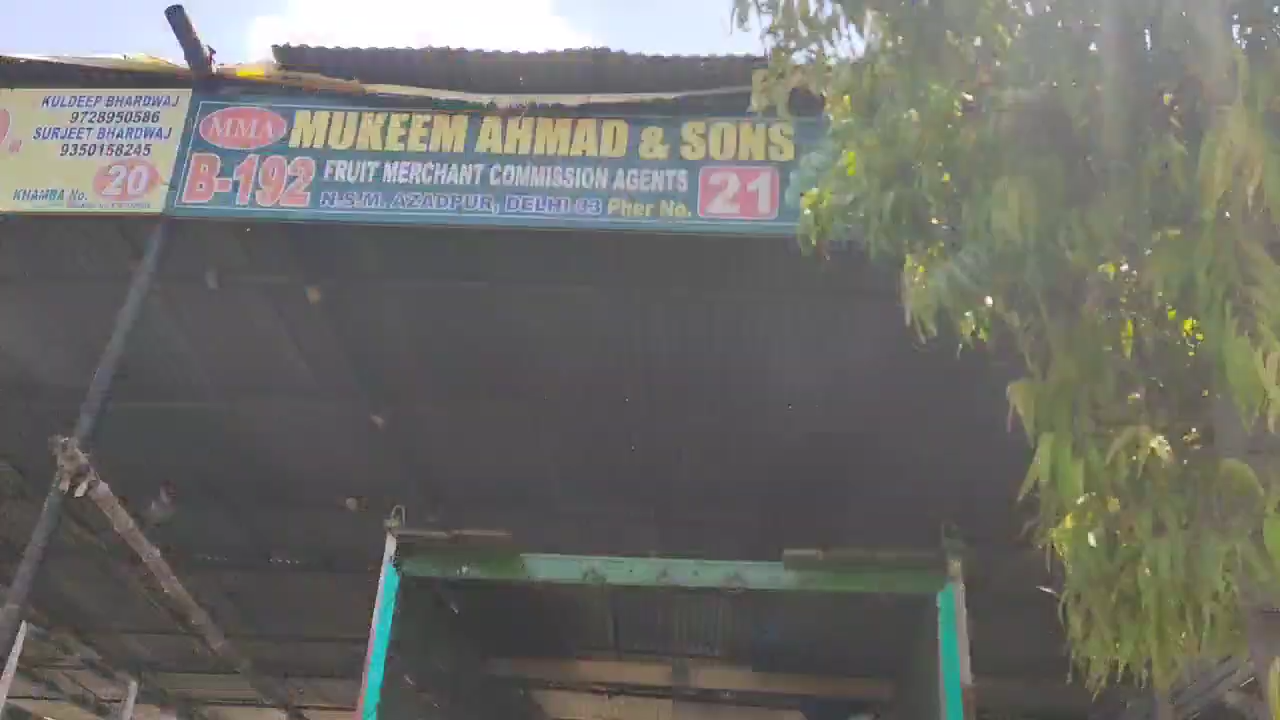 KULDEEP BHARDWAJ
9728950586
SURJEET BHARDWAJ
9350168245
KHAMBA No. 20
MMA MUKEEM AHMAD & SONS
B-192 FRUIT MERCHANT COMMISSION AGENTS
N.S.M. AZADPUR, DELHI 33 Pher No. 21